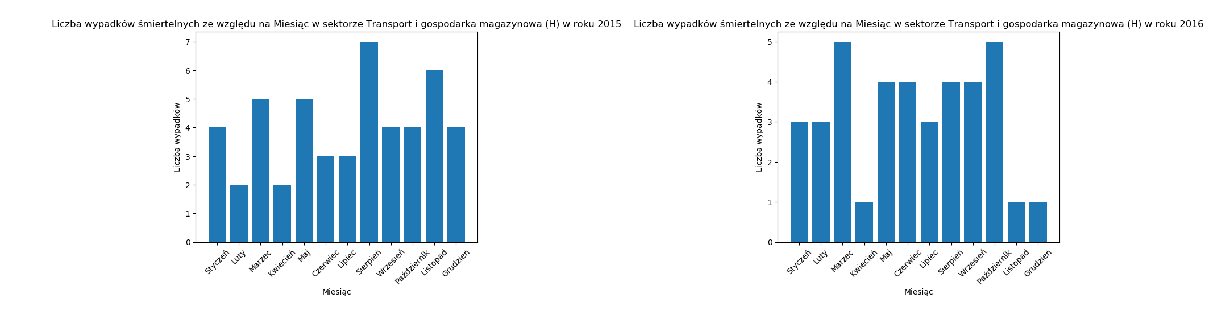 Liczba wypadków śmiertelnych ze względu na Miesiąc w sektorze Transport i gospodarka magazynowa (H) w roku 2015
7
6
5
4
3
2
1
0
Liczba wypadków
Styczeń
Luty
Marzec
Kwiecień
Maj
Czerwiec
Lipiec
Sierpień
Wrzesień
Październik
Listopad
Grudzień
Miesiąc
Liczba wypadków śmiertelnych ze względu na Miesiąc w sektorze Transport i gospodarka magazynowa (H) w roku 2016
5
4
3
2
1
0
Liczba wypadków
Styczeń
Luty
Marzec
Kwiecień
Maj
Czerwiec
Lipiec
Sierpień
Wrzesień
Październik
Listopad
Grudzień
Miesiąc